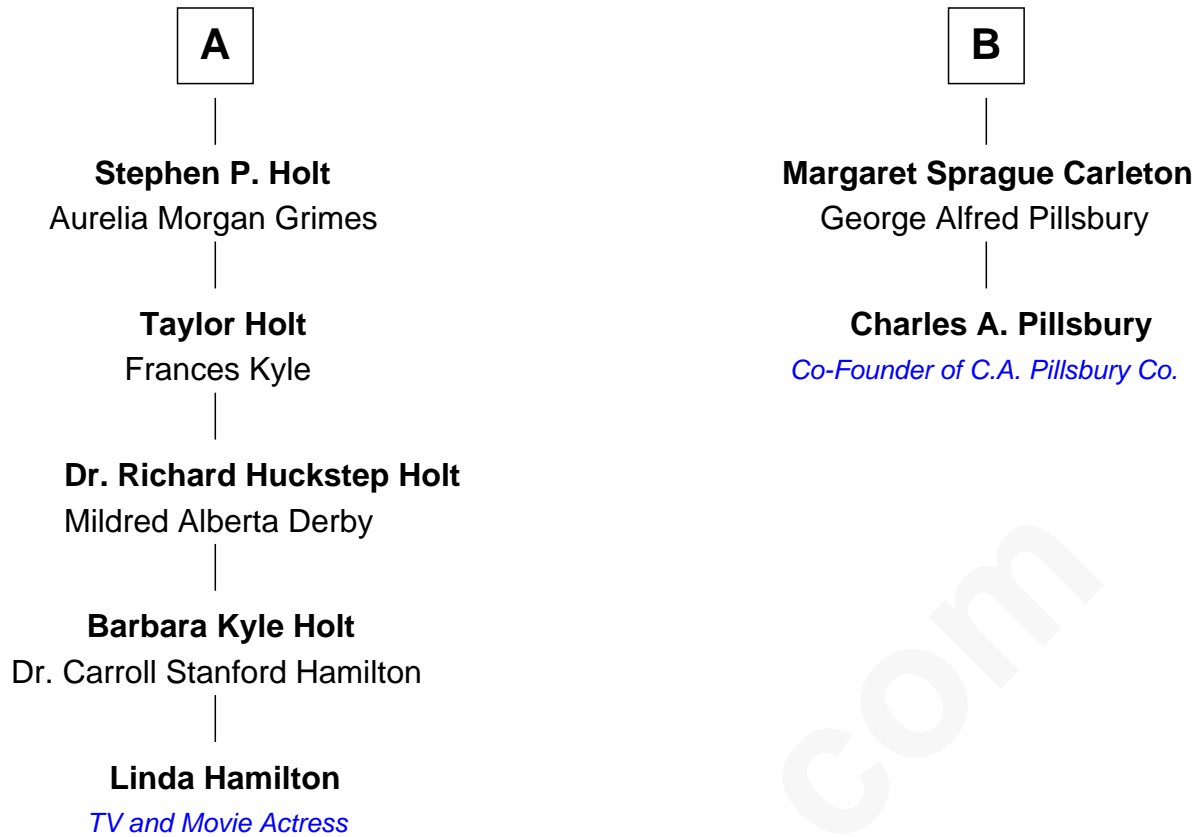 A
Stephen P. Holt
Aurelia Morgan Grimes
Taylor Holt
Frances Kyle
Dr. Richard Huckstep Holt
Mildred Alberta Derby
Barbara Kyle Holt
Dr. Carroll Stanford Hamilton
Linda Hamilton
TV and Movie Actress
B
Margaret Sprague Carleton
George Alfred Pillsbury
Charles A. Pillsbury
Co-Founder of C.A. Pillsbury Co.
com